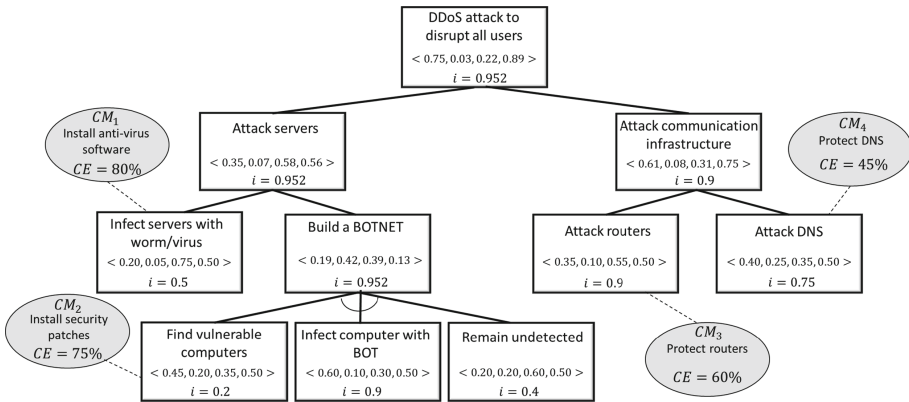 DDoS attack to
disrupt all users
< 0.75, 0.03, 0.22, 0.89 >
i = 0.952
CM1
Install anti-virus
software
CE = 80%
Attack servers
< 0.35, 0.07, 0.58, 0.56 >
i = 0.952
Attack communication
infrastructure
< 0.61, 0.08, 0.31, 0.75 >
i = 0.9
CM4
Protect DNS
CE = 45%
Infect servers with
worm/virus
< 0.20, 0.05, 0.75, 0.50 >
i = 0.5
Build a BOTNET
< 0.19, 0.42, 0.39, 0.13 >
i = 0.952
Attack routers
< 0.35, 0.10, 0.55, 0.50 >
i = 0.9
Attack DNS
< 0.40, 0.25, 0.35, 0.50 >
i = 0.75
CM2
Install security
patches
CE = 75%
Find vulnerable
computers
< 0.45, 0.20, 0.35, 0.50 >
i = 0.2
Infect computer with
BOT
< 0.60, 0.10, 0.30, 0.50 >
i = 0.9
Remain undetected
< 0.20, 0.20, 0.60, 0.50 >
i = 0.4
CM3
Protect routers
CE = 60%